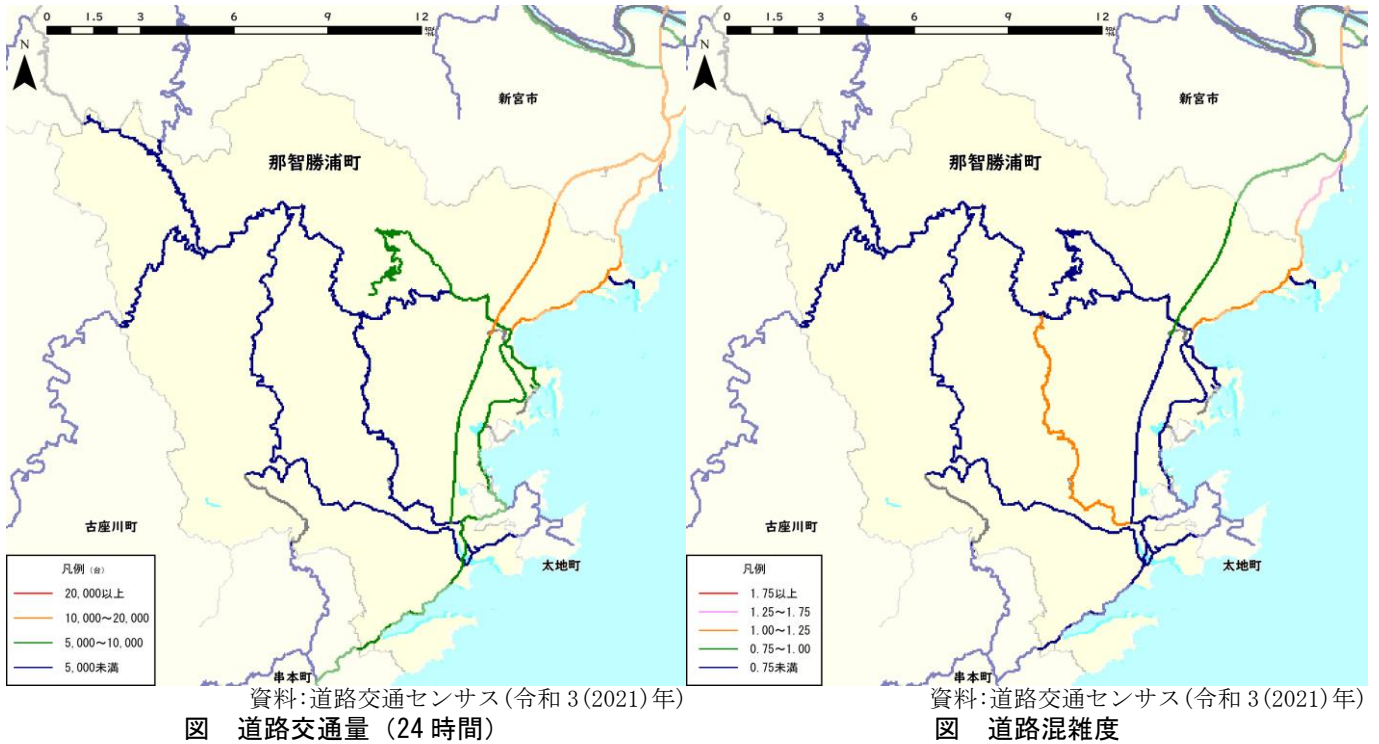 0 1.5 3 6 9 12
N
新宮市
那智勝浦町
古座川町
太地町
串本町
凡例（台）
20,000以上
10,000～20,000
5,000～10,000
5,000未満
資料：道路交通センサス（令和3(2021)年）
図 道路交通量（24時間）
0 1.5 3 6 9 12
N
新宮市
那智勝浦町
古座川町
太地町
串本町
凡例
1.75以上
1.25～1.75
1.00～1.25
0.75～1.00
0.75未満
資料：道路交通センサス（令和3(2021)年）
図 道路混雑度